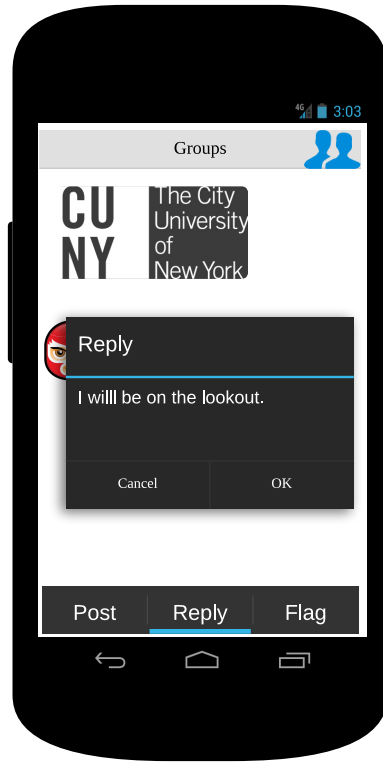 4G 3:03
Groups
CU
NY
The City
University
of
New York
Reply
I willl be on the lookout.
Cancel OK
Post Reply Flag